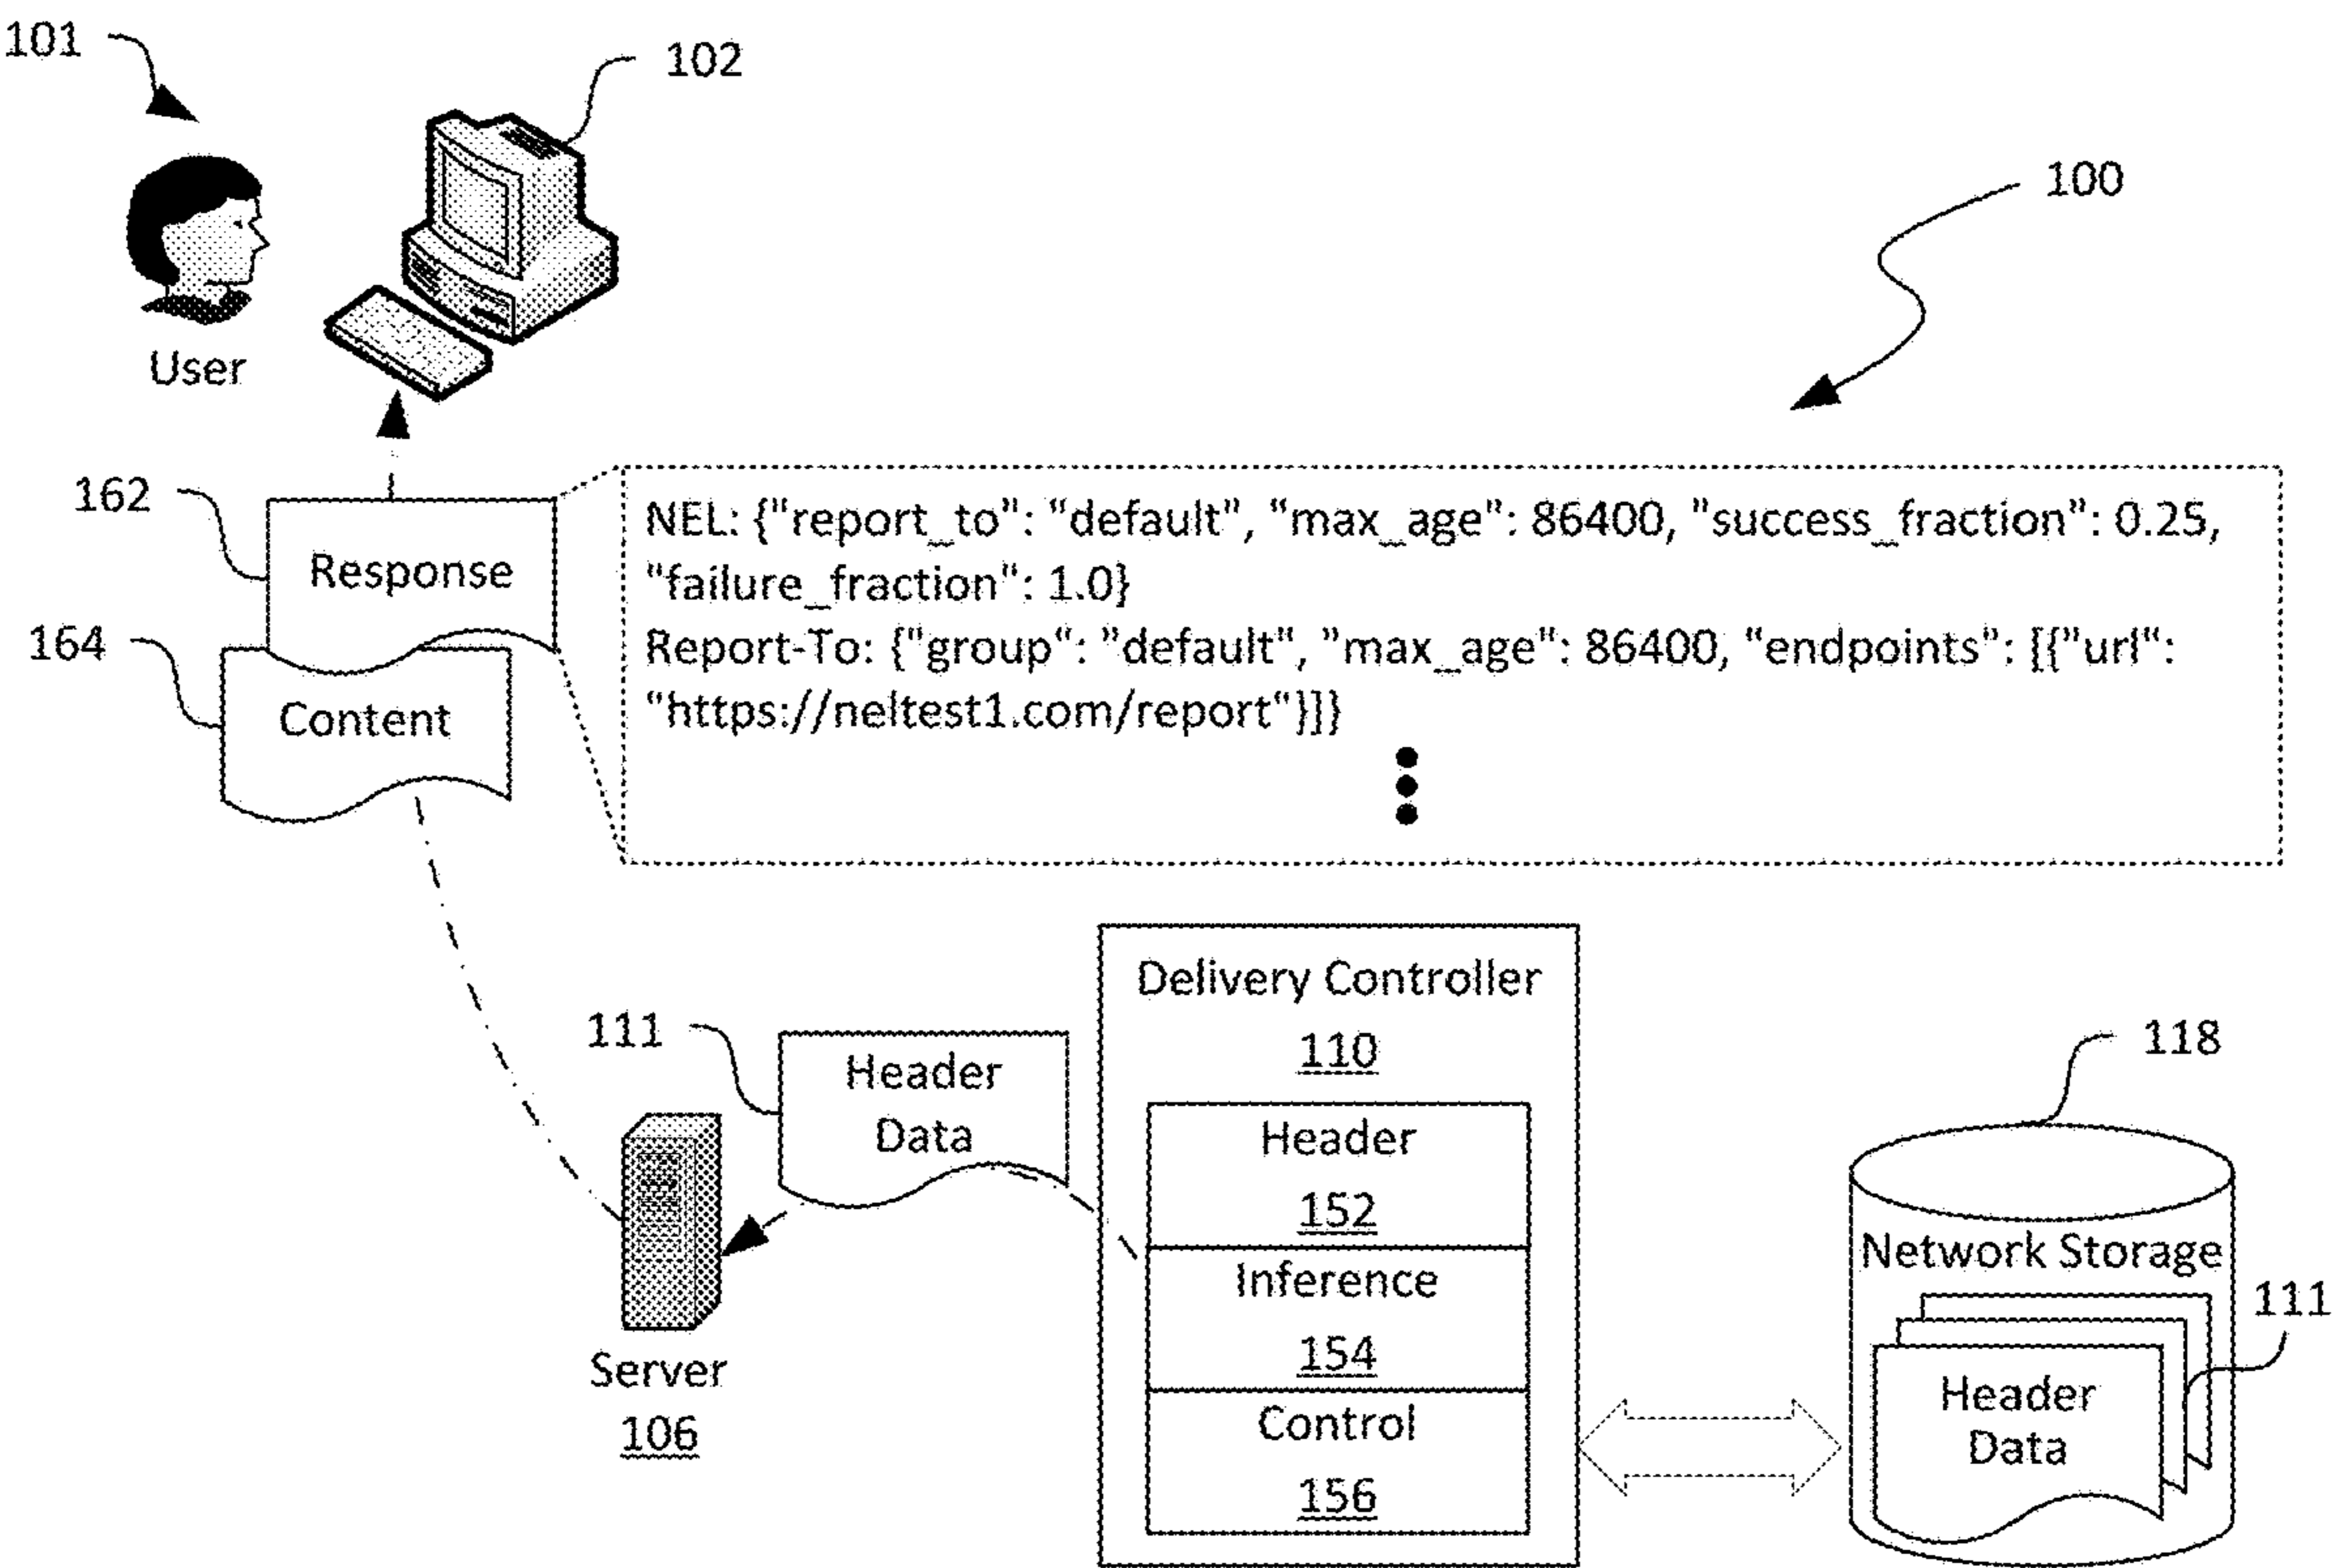 101
102
100
User
162
Response
NEL: {"report_to": "default", "max_age": 86400, "success_fraction": 0.25,
"failure_fraction": 1.0}
Report-To: {"group": "default", "max_age": 86400, "endpoints": [{"url":
"https://neltest1.com/report"}]}
164
Content
Delivery Controller
110
111
Header
Data
118
Header
152
Inference
154
Control
156
Server
106
Network Storage
111
Header
Data